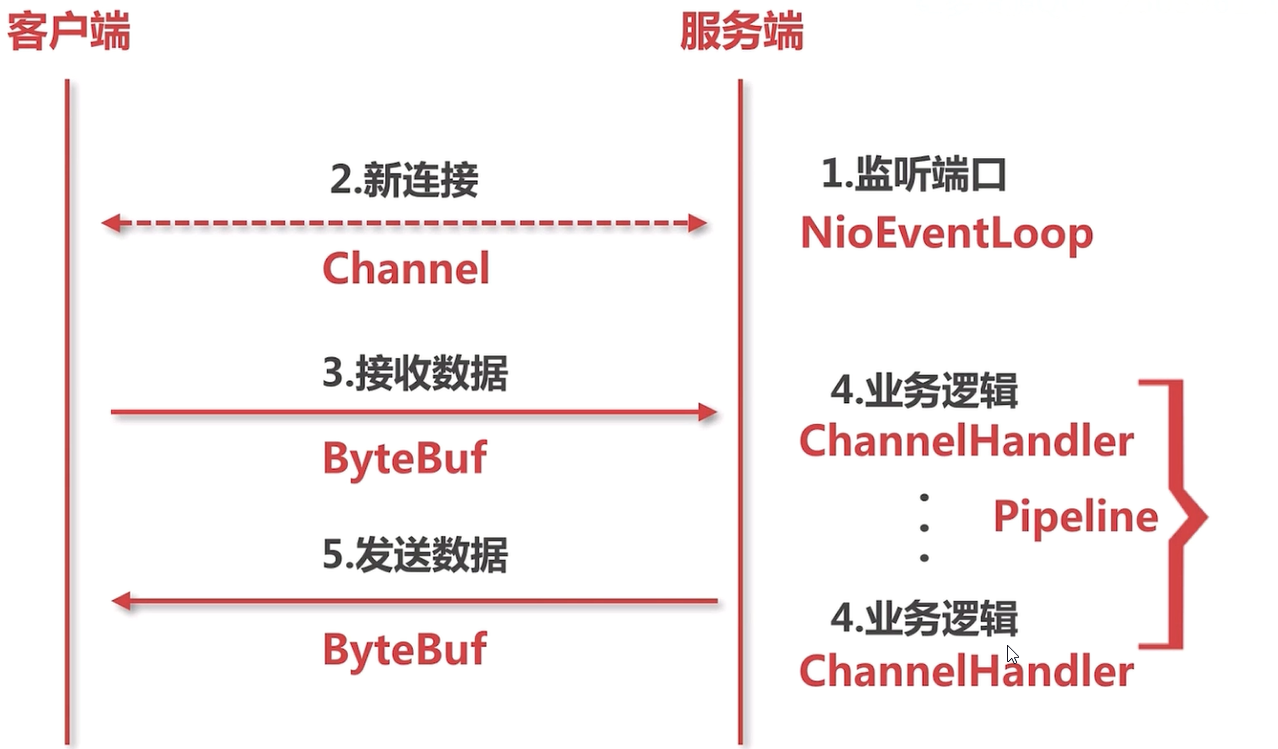 客户端
服务端
1.监听端口
NioEventLoop
2.新连接
Channel
3.接收数据
ByteBuf
4.业务逻辑
ChannelHandler
Pipeline
4.业务逻辑
ChannelHandler
5.发送数据
ByteBuf